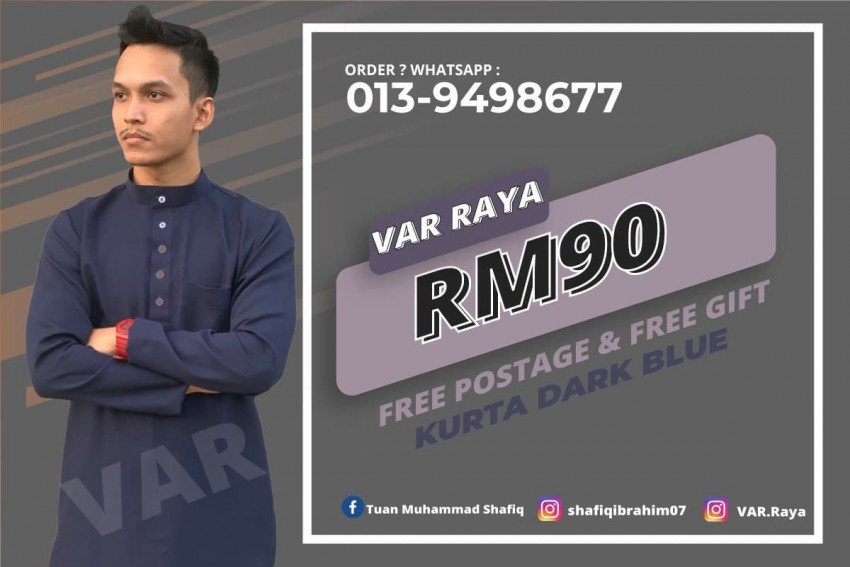 ORDER ? WHATSAPP :
013-9498677
VAR RAYA
RM90
FREE POSTAGE & FREE GIFT
KURTA DARK BLUE
VAR
Tuan Muhammad Shafiq
shafiqibrahim07
VAR.Raya